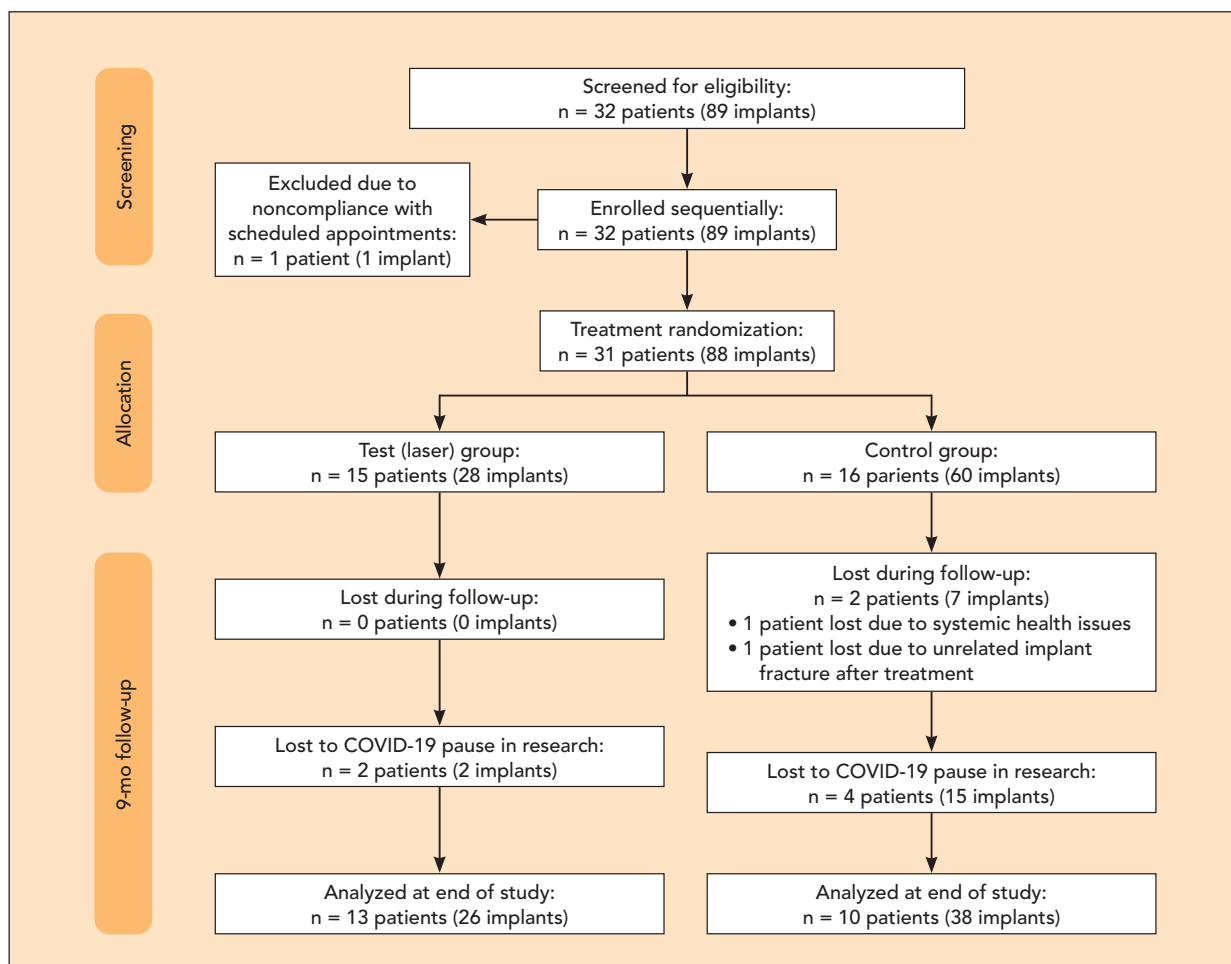 Screening
Screened for eligibility:
n = 32 patients (89 implants)
Excluded due to
noncompliance with
scheduled appointments:
n = 1 patient (1 implant)
Enrolled sequentially:
n = 32 patients (89 implants)
Allocation
Treatment randomization:
n = 31 patients (88 implants)
Test (laser) group:
n = 15 patients (28 implants)
Control group:
n = 16 parients (60 implants)
9-mo follow-up
Lost during follow-up:
n = 0 patients (0 implants)
Lost during follow-up:
n = 2 patients (7 implants)
• 1 patient lost due to systemic health issues
• 1 patient lost due to unrelated implant
fracture after treatment
Lost to COVID-19 pause in research:
n = 2 patients (2 implants)
Lost to COVID-19 pause in research:
n = 4 patients (15 implants)
Analyzed at end of study:
n = 13 patients (26 implants)
Analyzed at end of study:
n = 10 patients (38 implants)